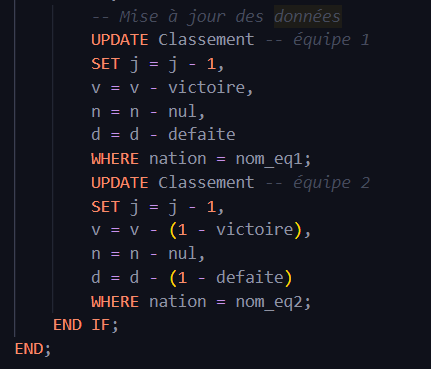 -- Mise à jour des données
UPDATE Classement -- équipe 1
SET j = j - 1,
v = v - victoire,
n = n - nul,
d = d - defaite
WHERE nation = nom_eq1;
UPDATE Classement -- équipe 2
SET j = j - 1,
v = v - (1 - victoire),
n = n - nul,
d = d - (1 - defaite)
WHERE nation = nom_eq2;
END IF;
END;